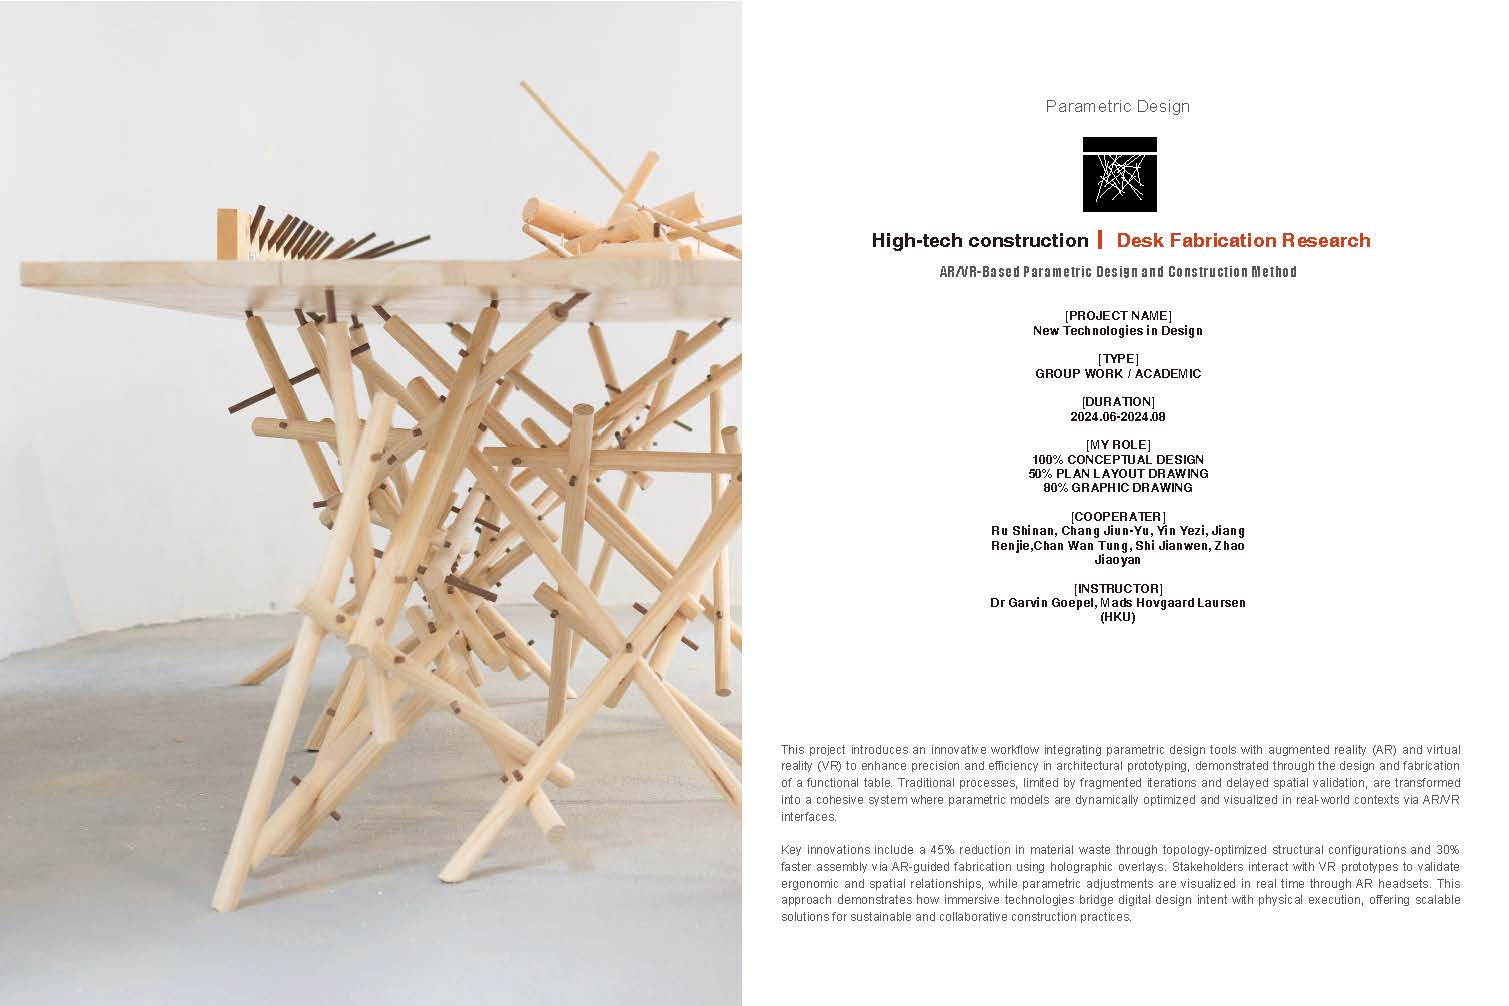 Parametric Design
High-tech construction | Desk Fabrication Research
AR/VR-Based Parametric Design and Construction Method
[PROJECT NAME]
New Technologies in Design
[TYPE]
GROUP WORK / ACADEMIC
[DURATION]
2024.06-2024.08
[MY ROLE]
100% CONCEPTUAL DESIGN
50% PLAN LAYOUT DRAWING
80% GRAPHIC DRAWING
[COOPERATER]
Ru Shinan, Chang Jiun-Yu, Yin Yezi, Jiang
Renjie,Chan Wan Tung, Shi Jianwen, Zhao
Jiaoyan
[INSTRUCTOR]
Dr Garvin Goepel, Mads Hovgaard Laursen
(HKU)
This project introduces an innovative workflow integrating parametric design tools with augmented reality (AR) and virtual
reality (VR) to enhance precision and efficiency in architectural prototyping, demonstrated through the design and fabrication
of a functional table. Traditional processes, limited by fragmented iterations and delayed spatial validation, are transformed
into a cohesive system where parametric models are dynamically optimized and visualized in real-world contexts via AR/VR
interfaces.
Key innovations include a 45% reduction in material waste through topology-optimized structural configurations and 30%
faster assembly via AR-guided fabrication using holographic overlays. Stakeholders interact with VR prototypes to validate
ergonomic and spatial relationships, while parametric adjustments are visualized in real time through AR headsets. This
approach demonstrates how immersive technologies bridge digital design intent with physical execution, offering scalable
solutions for sustainable and collaborative construction practices.